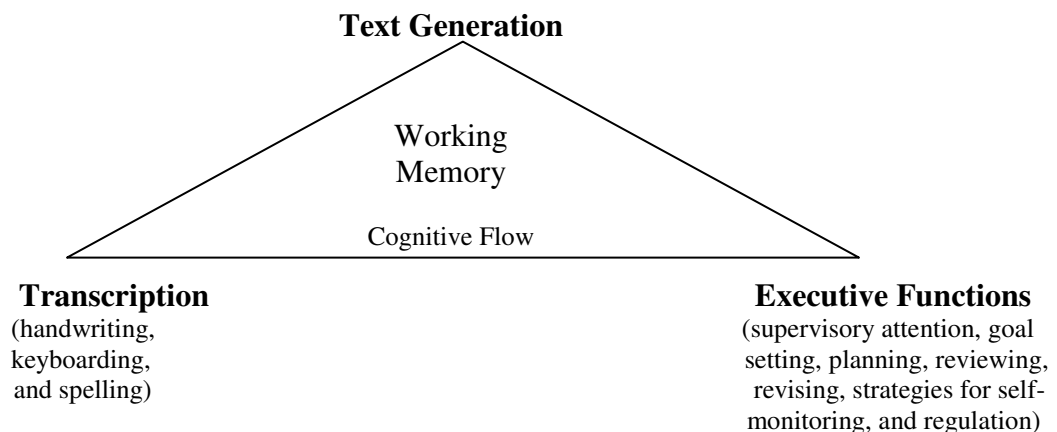 Text Generation
Working
Memory
Cognitive Flow
Transcription
(handwriting,
keyboarding,
and spelling)
Executive Functions
(supervisory attention, goal
setting, planning, reviewing,
revising, strategies for self-
monitoring, and regulation)